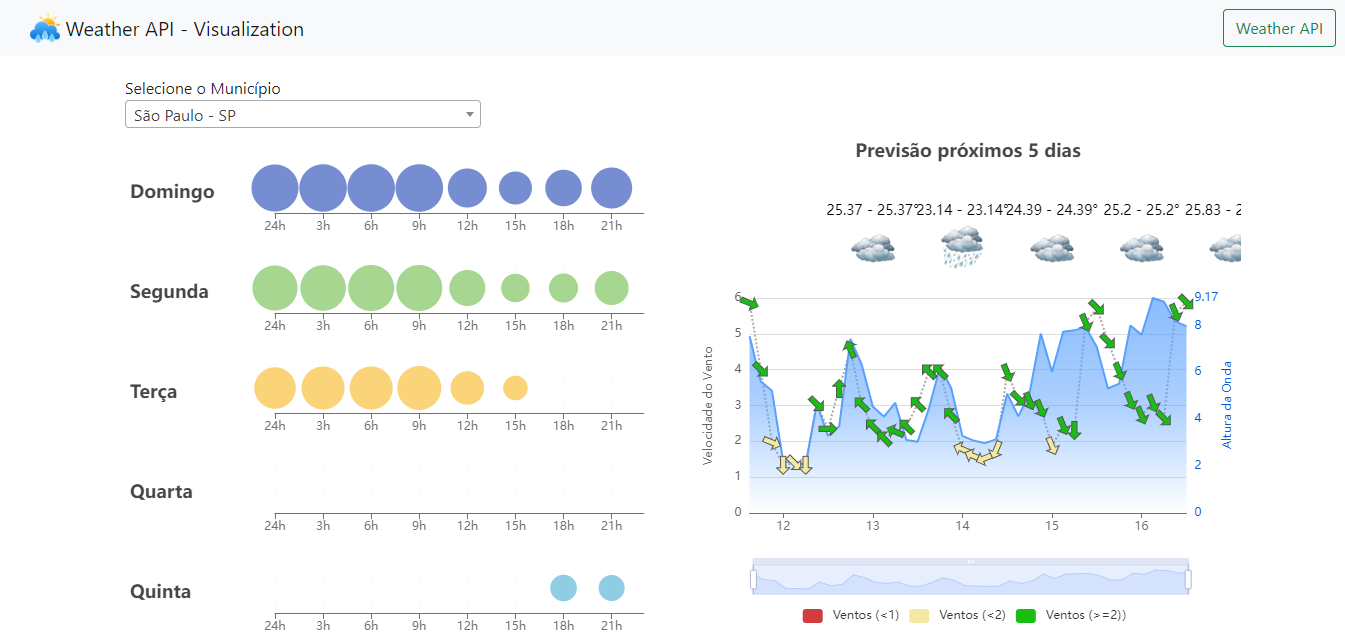 Weather API - Visualization
Weather API
Selecione o Município
São Paulo - SP
Domingo
24h 3h 6h 9h 12h 15h 18h 21h
Segunda
24h 3h 6h 9h 12h 15h 18h 21h
Terça
24h 3h 6h 9h 12h 15h 18h 21h
Quarta
24h 3h 6h 9h 12h 15h 18h 21h
Quinta
24h 3h 6h 9h 12h 15h 18h 21h
Previsão próximos 5 dias
25.37 - 25.37° 23.14 - 23.14° 24.39 - 24.39° 25.2 - 25.2° 25.83 - 2
Velocidade do Vento
6
5
4
3
2
1
0
12 13 14 15 16
9.17
8
6
4
2
0
Altura da Onda
Ventos (<1) Ventos (<2) Ventos (>=2))